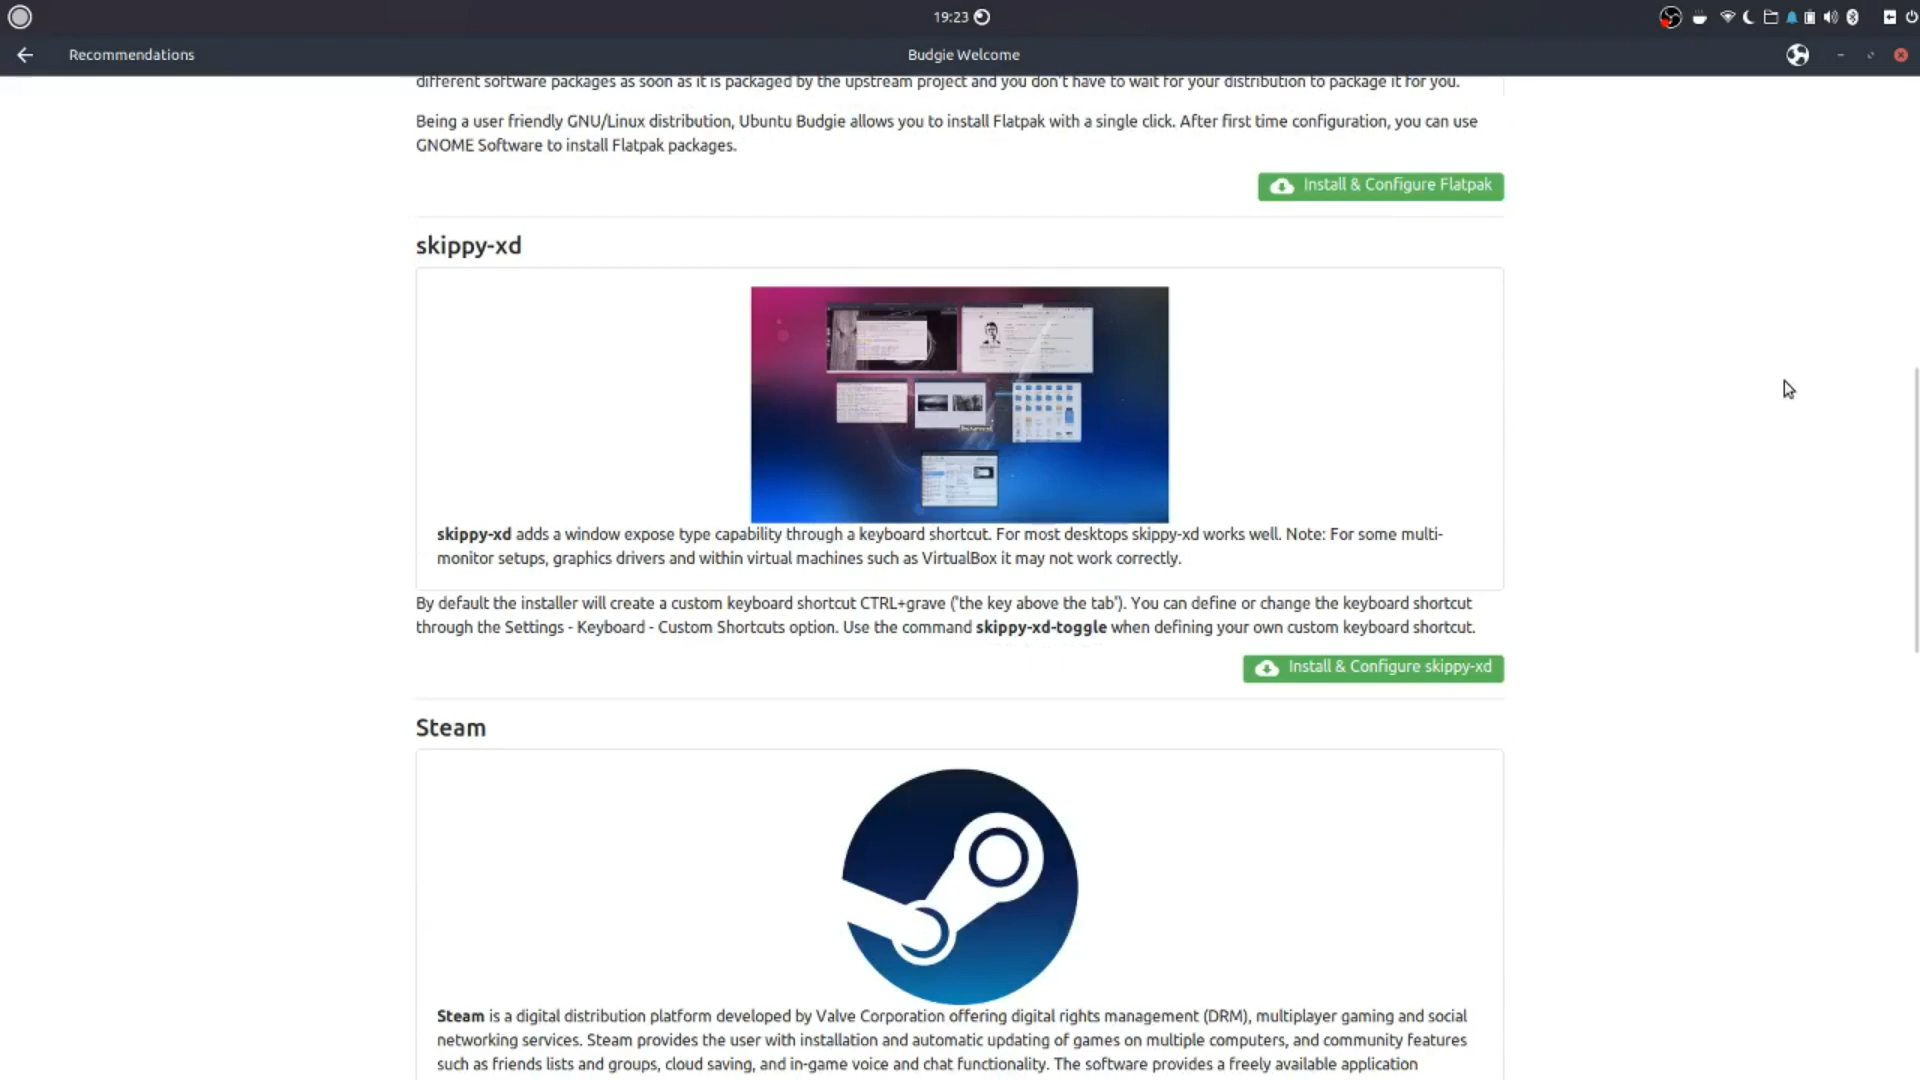 19:23
Recommendations
Budgie Welcome
different software packages as soon as it is packaged by the upstream project and you don't have to wait for your distribution to package it for you.
Being a user friendly GNU/Linux distribution, Ubuntu Budgie allows you to install Flatpak with a single click. After first time configuration, you can use
GNOME Software to install Flatpak packages.
Install & Configure Flatpak
skippy-xd
skippy-xd adds a window expose type capability through a keyboard shortcut. For most desktops skippy-xd works well. Note: For some multi-
monitor setups, graphics drivers and within virtual machines such as VirtualBox it may not work correctly.
By default the installer will create a custom keyboard shortcut CTRL+grave ('the key above the tab'). You can define or change the keyboard shortcut
through the Settings - Keyboard - Custom Shortcuts option. Use the command skippy-xd-toggle when defining your own custom keyboard shortcut.
Install & Configure skippy-xd
Steam
Steam is a digital distribution platform developed by Valve Corporation offering digital rights management (DRM), multiplayer gaming and social
networking services. Steam provides the user with installation and automatic updating of games on multiple computers, and community features
such as friends lists and groups, cloud saving, and in-game voice and chat functionality. The software provides a freely available application